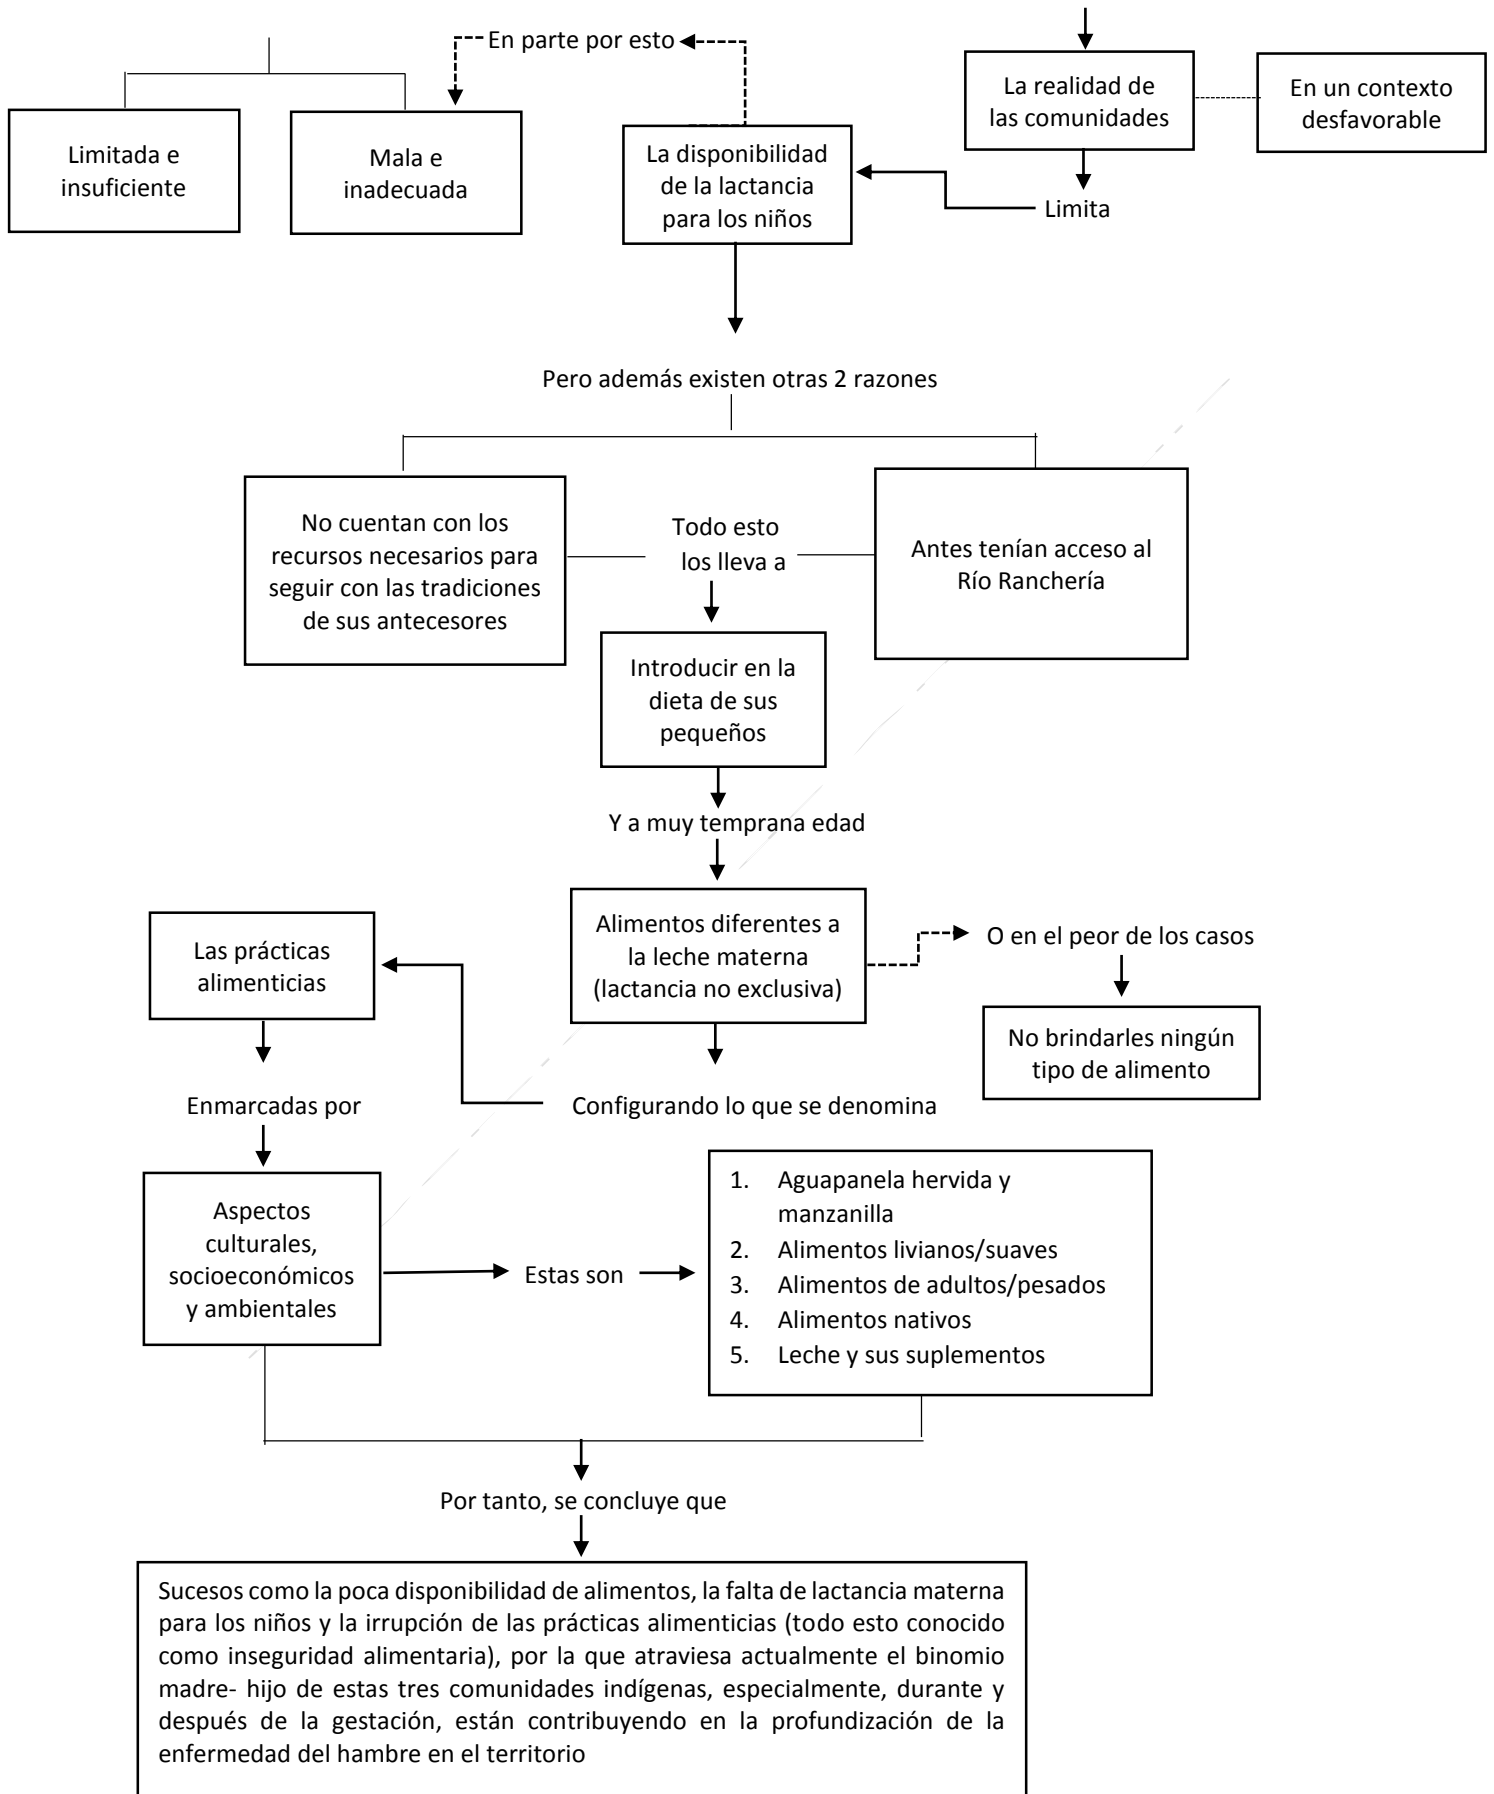 En parte por esto
La realidad de
las comunidades
En un contexto
desfavorable
Limitada e
insuficiente
Mala e
inadecuada
La disponibilidad
de la lactancia
para los niños
Limita
Pero además existen otras 2 razones
No cuentan con los
recursos necesarios para
seguir con las tradiciones
de sus antecesores
Todo esto
los lleva a
Antes tenían acceso al
Río Ranchería
Introducir en la
dieta de sus
pequeños
Y a muy temprana edad
Alimentos diferentes a
la leche materna
(lactancia no exclusiva)
O en el peor de los casos
No brindarles ningún
tipo de alimento
Las prácticas
alimenticias
Enmarcadas por
Configurando lo que se denomina
Aspectos
culturales,
socioeconómicos
y ambientales
Estas son
1. Aguapanela hervida y
manzanilla
2. Alimentos livianos/suaves
3. Alimentos de adultos/pesados
4. Alimentos nativos
5. Leche y sus suplementos
Por tanto, se concluye que
Sucesos como la poca disponibilidad de alimentos, la falta de lactancia materna
para los niños y la irrupción de las prácticas alimenticias (todo esto conocido
como inseguridad alimentaria), por la que atraviesa actualmente el binomio
madre- hijo de estas tres comunidades indígenas, especialmente, durante y
después de la gestación, están contribuyendo en la profundización de la
enfermedad del hambre en el territorio